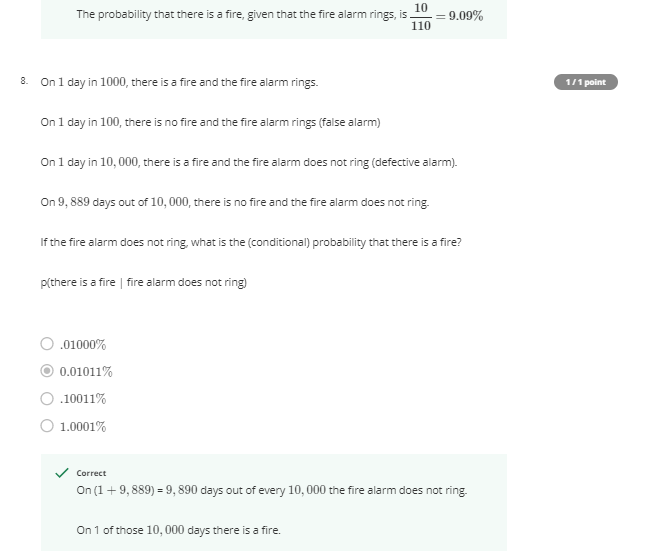 The probability that there is a fire, given that the fire alarm rings, is 10/110 = 9.09%
8. On 1 day in 1000, there is a fire and the fire alarm rings.
1 / 1 point
On 1 day in 100, there is no fire and the fire alarm rings (false alarm)
On 1 day in 10,000, there is a fire and the fire alarm does not ring (defective alarm).
On 9,889 days out of 10,000, there is no fire and the fire alarm does not ring.
If the fire alarm does not ring, what is the (conditional) probability that there is a fire?
p(there is a fire | fire alarm does not ring)
.01000%
0.01011%
.10011%
1.0001%
Correct
On (1 + 9,889) = 9,890 days out of every 10,000 the fire alarm does not ring.
On 1 of those 10,000 days there is a fire.